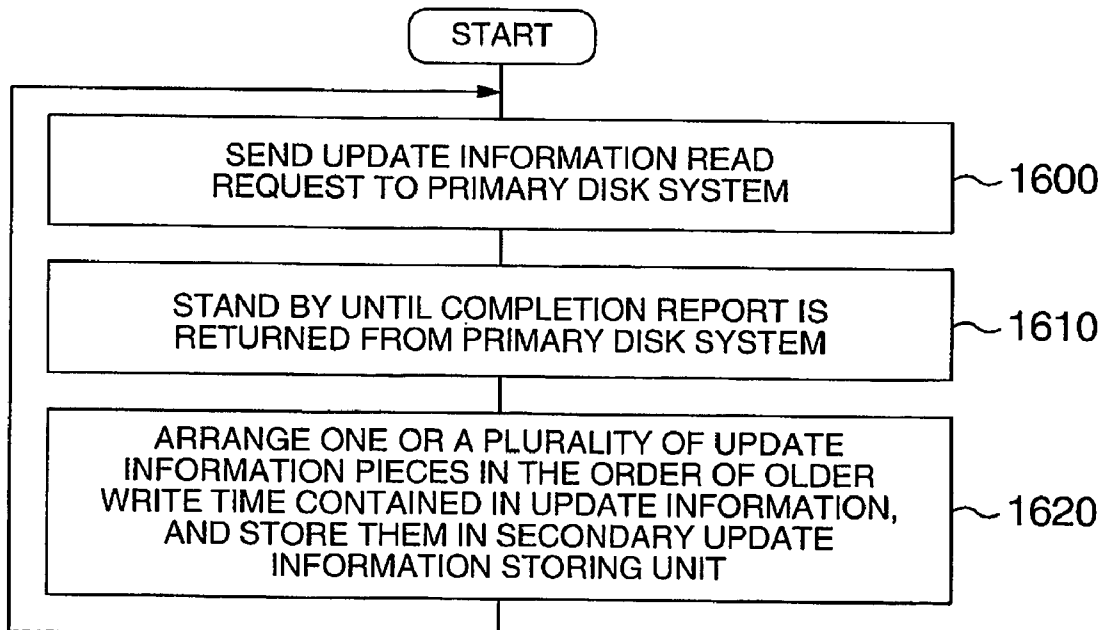 START
SEND UPDATE INFORMATION READ
REQUEST TO PRIMARY DISK SYSTEM
1600
STAND BY UNTIL COMPLETION REPORT IS
RETURNED FROM PRIMARY DISK SYSTEM
1610
ARRANGE ONE OR A PLURALITY OF UPDATE
INFORMATION PIECES IN THE ORDER OF OLDER
WRITE TIME CONTAINED IN UPDATE INFORMATION,
AND STORE THEM IN SECONDARY UPDATE
INFORMATION STORING UNIT
1620